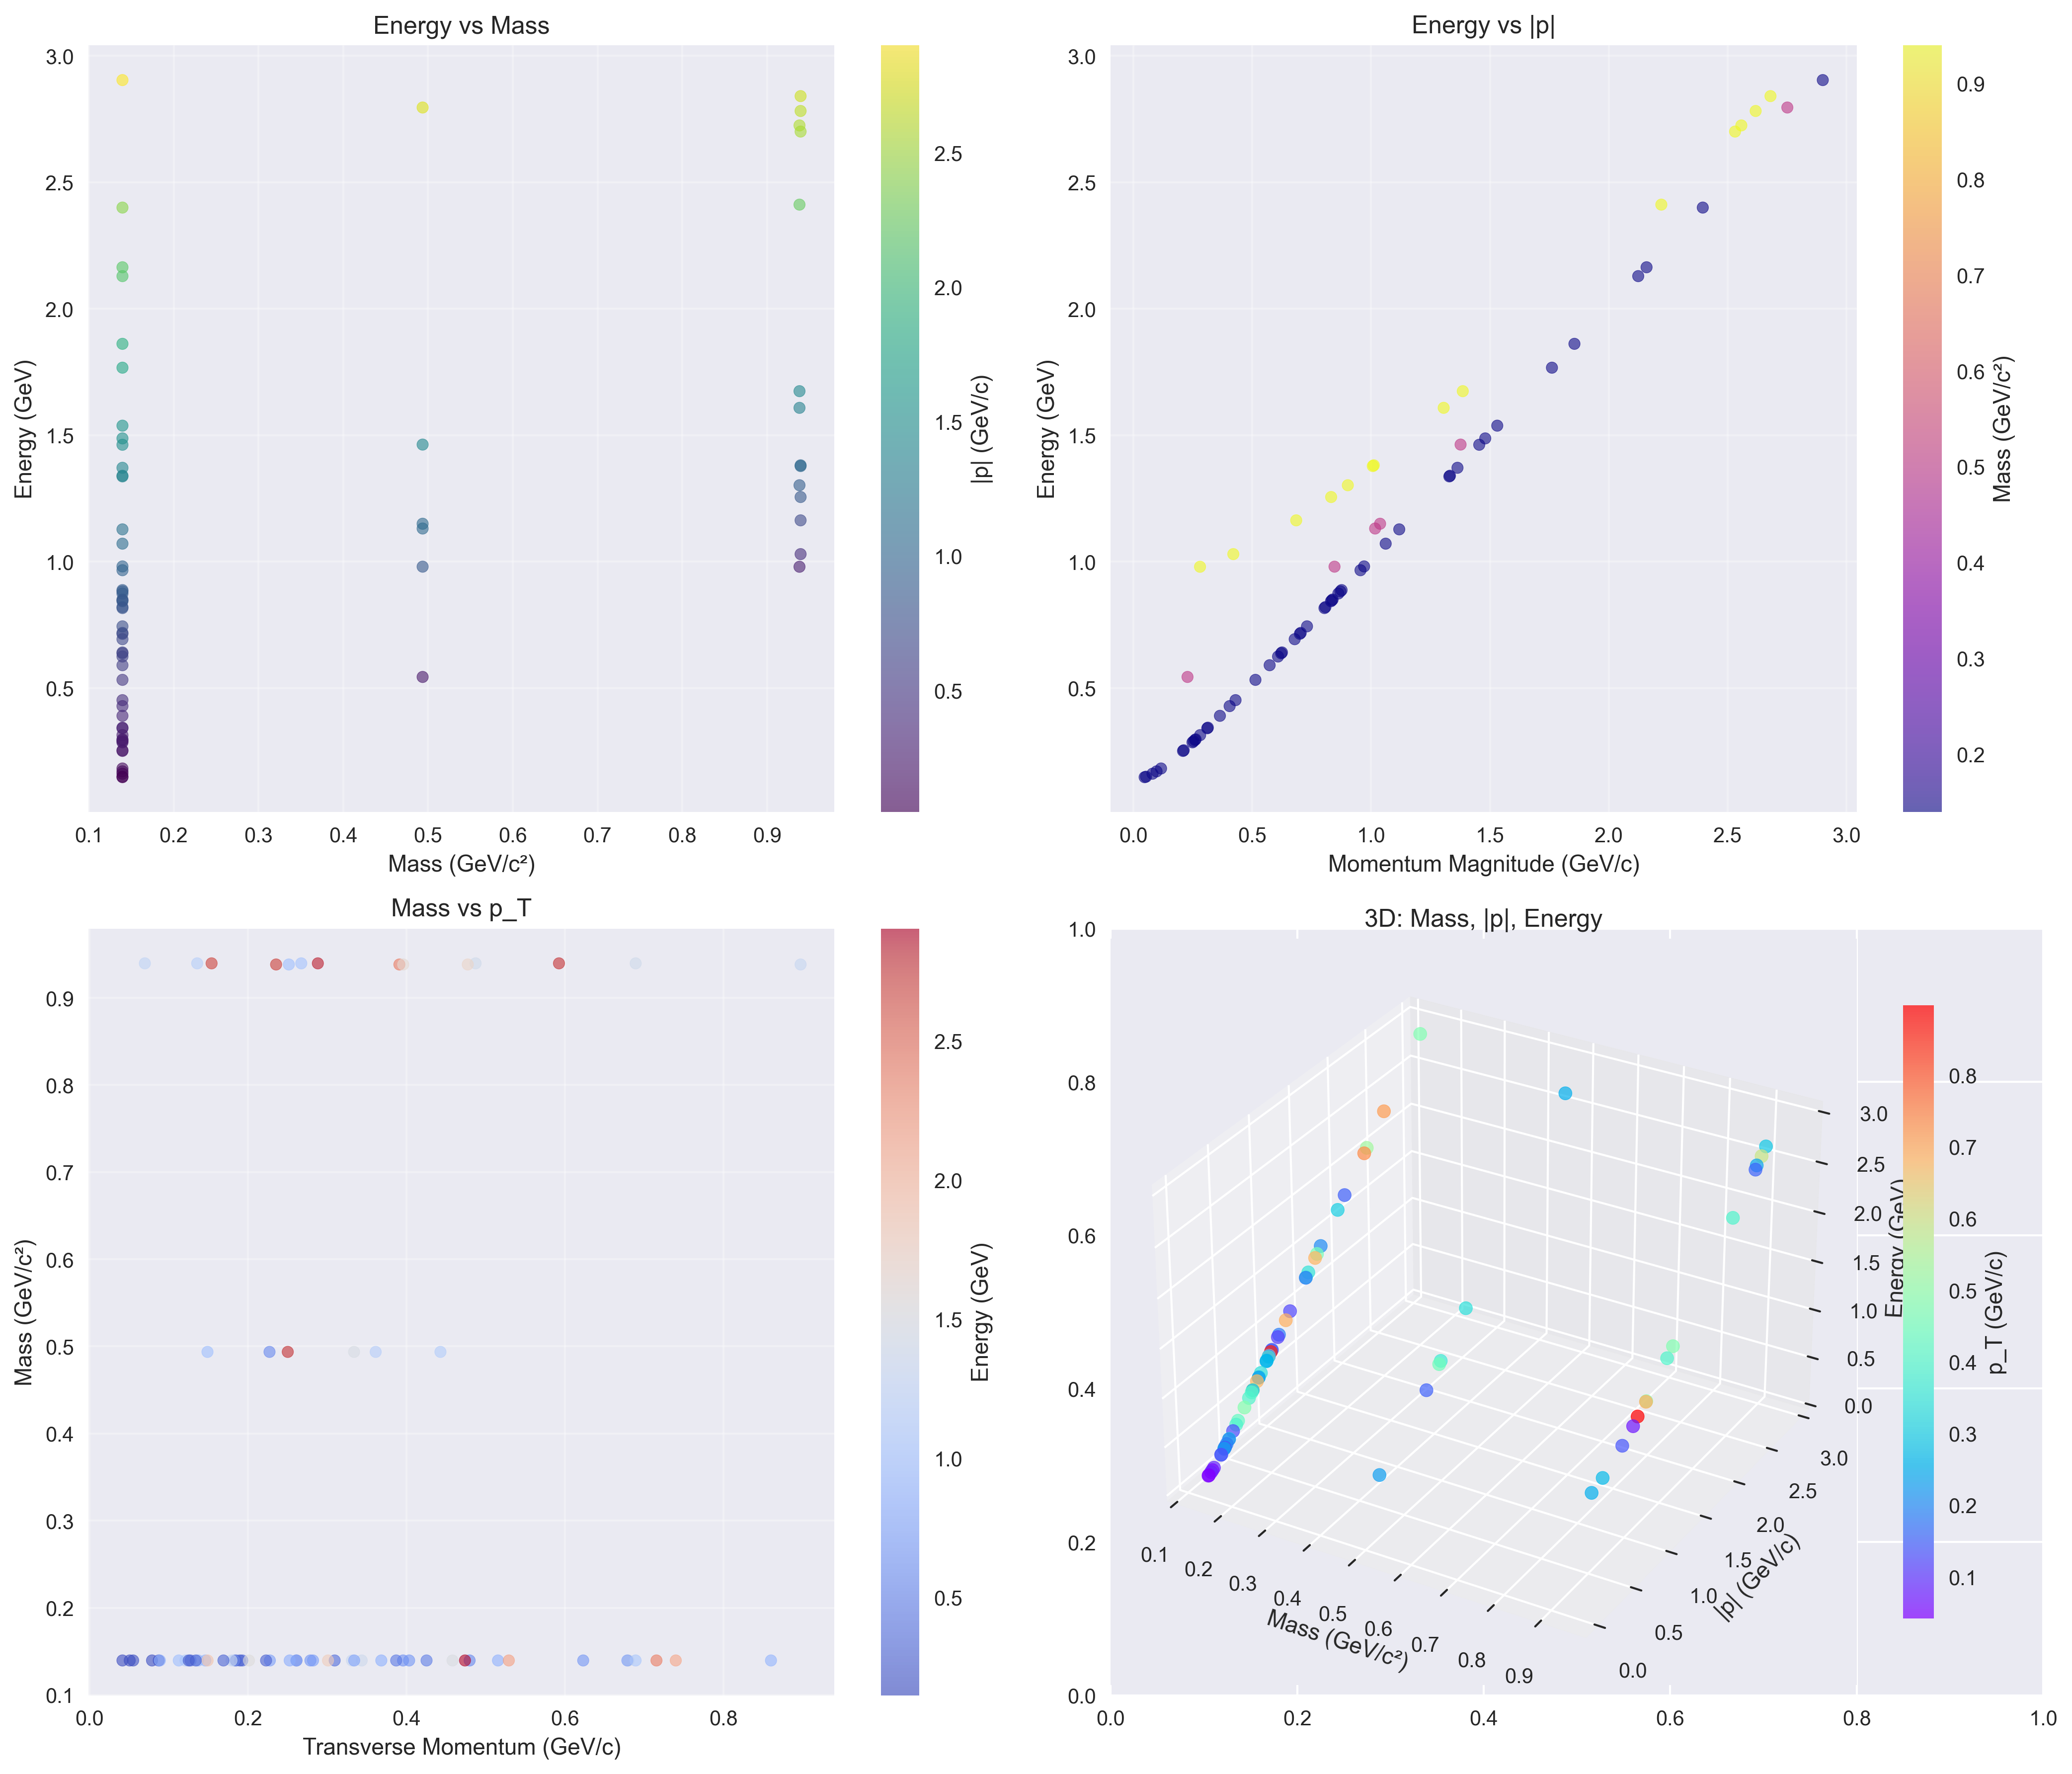 Energy vs Mass
3.0
2.5
2.0
1.5
1.0
0.5
Energy (GeV)
0.1 0.2 0.3 0.4 0.5 0.6 0.7 0.8 0.9
Mass (GeV/c²)
2.5
2.0
1.5
1.0
0.5
|p| (GeV/c)
Energy vs |p|
3.0
2.5
2.0
1.5
1.0
0.5
Energy (GeV)
0.0 0.5 1.0 1.5 2.0 2.5 3.0
Momentum Magnitude (GeV/c)
0.9
0.8
0.7
0.6
0.5
0.4
0.3
0.2
Mass (GeV/c²)
Mass vs p_T
0.9
0.8
0.7
0.6
0.5
0.4
0.3
0.2
0.1
Mass (GeV/c²)
0.0 0.2 0.4 0.6 0.8
Transverse Momentum (GeV/c)
2.5
2.0
1.5
1.0
0.5
Energy (GeV)
3D: Mass, |p|, Energy
1.0
0.8
0.6
0.4
0.2
0.0
0.0 0.2 0.4 0.6 0.8 1.0
0.1 0.2 0.3 0.4 0.5 0.6 0.7 0.8 0.9
Mass (GeV/c²)
0.0 0.5 1.0 1.5 2.0 2.5 3.0
|p| (GeV/c)
3.0
2.5
2.0
1.5
1.0
0.5
0.0
Energy (GeV)
0.8
0.7
0.6
0.5
0.4
0.3
0.2
0.1
p_T (GeV/c)